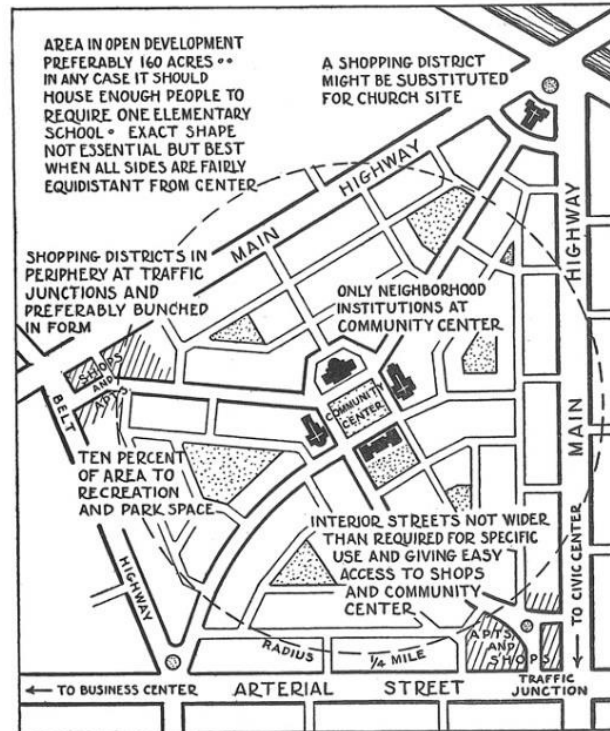 AREA IN OPEN DEVELOPMENT
PREFERABLY 160 ACRES ••
IN ANY CASE IT SHOULD
HOUSE ENOUGH PEOPLE TO
REQUIRE ONE ELEMENTARY
SCHOOL • EXACT SHAPE
NOT ESSENTIAL BUT BEST
WHEN ALL SIDES ARE FAIRLY
EQUIDISTANT FROM CENTER
A SHOPPING DISTRICT
MIGHT BE SUBSTITUTED
FOR CHURCH SITE
MAIN HIGHWAY
HIGHWAY
MAIN
SHOPPING DISTRICTS IN
PERIPHERY AT TRAFFIC
JUNCTIONS AND
PREFERABLY BUNCHED
IN FORM
ONLY NEIGHBORHOOD
INSTITUTIONS AT
COMMUNITY CENTER
SHOPS
AND
APTS.
BELT
HIGHWAY
COMMUNITY
CENTER
TEN PERCENT
OF AREA TO
RECREATION
AND PARK SPACE
INTERIOR STREETS NOT WIDER
THAN REQUIRED FOR SPECIFIC
USE AND GIVING EASY
ACCESS TO SHOPS
AND COMMUNITY
CENTER
TO CIVIC CENTER
RADIUS 1/4 MILE
APTS
AND
SHOPS
← TO BUSINESS CENTER
ARTERIAL STREET
TRAFFIC
JUNCTION